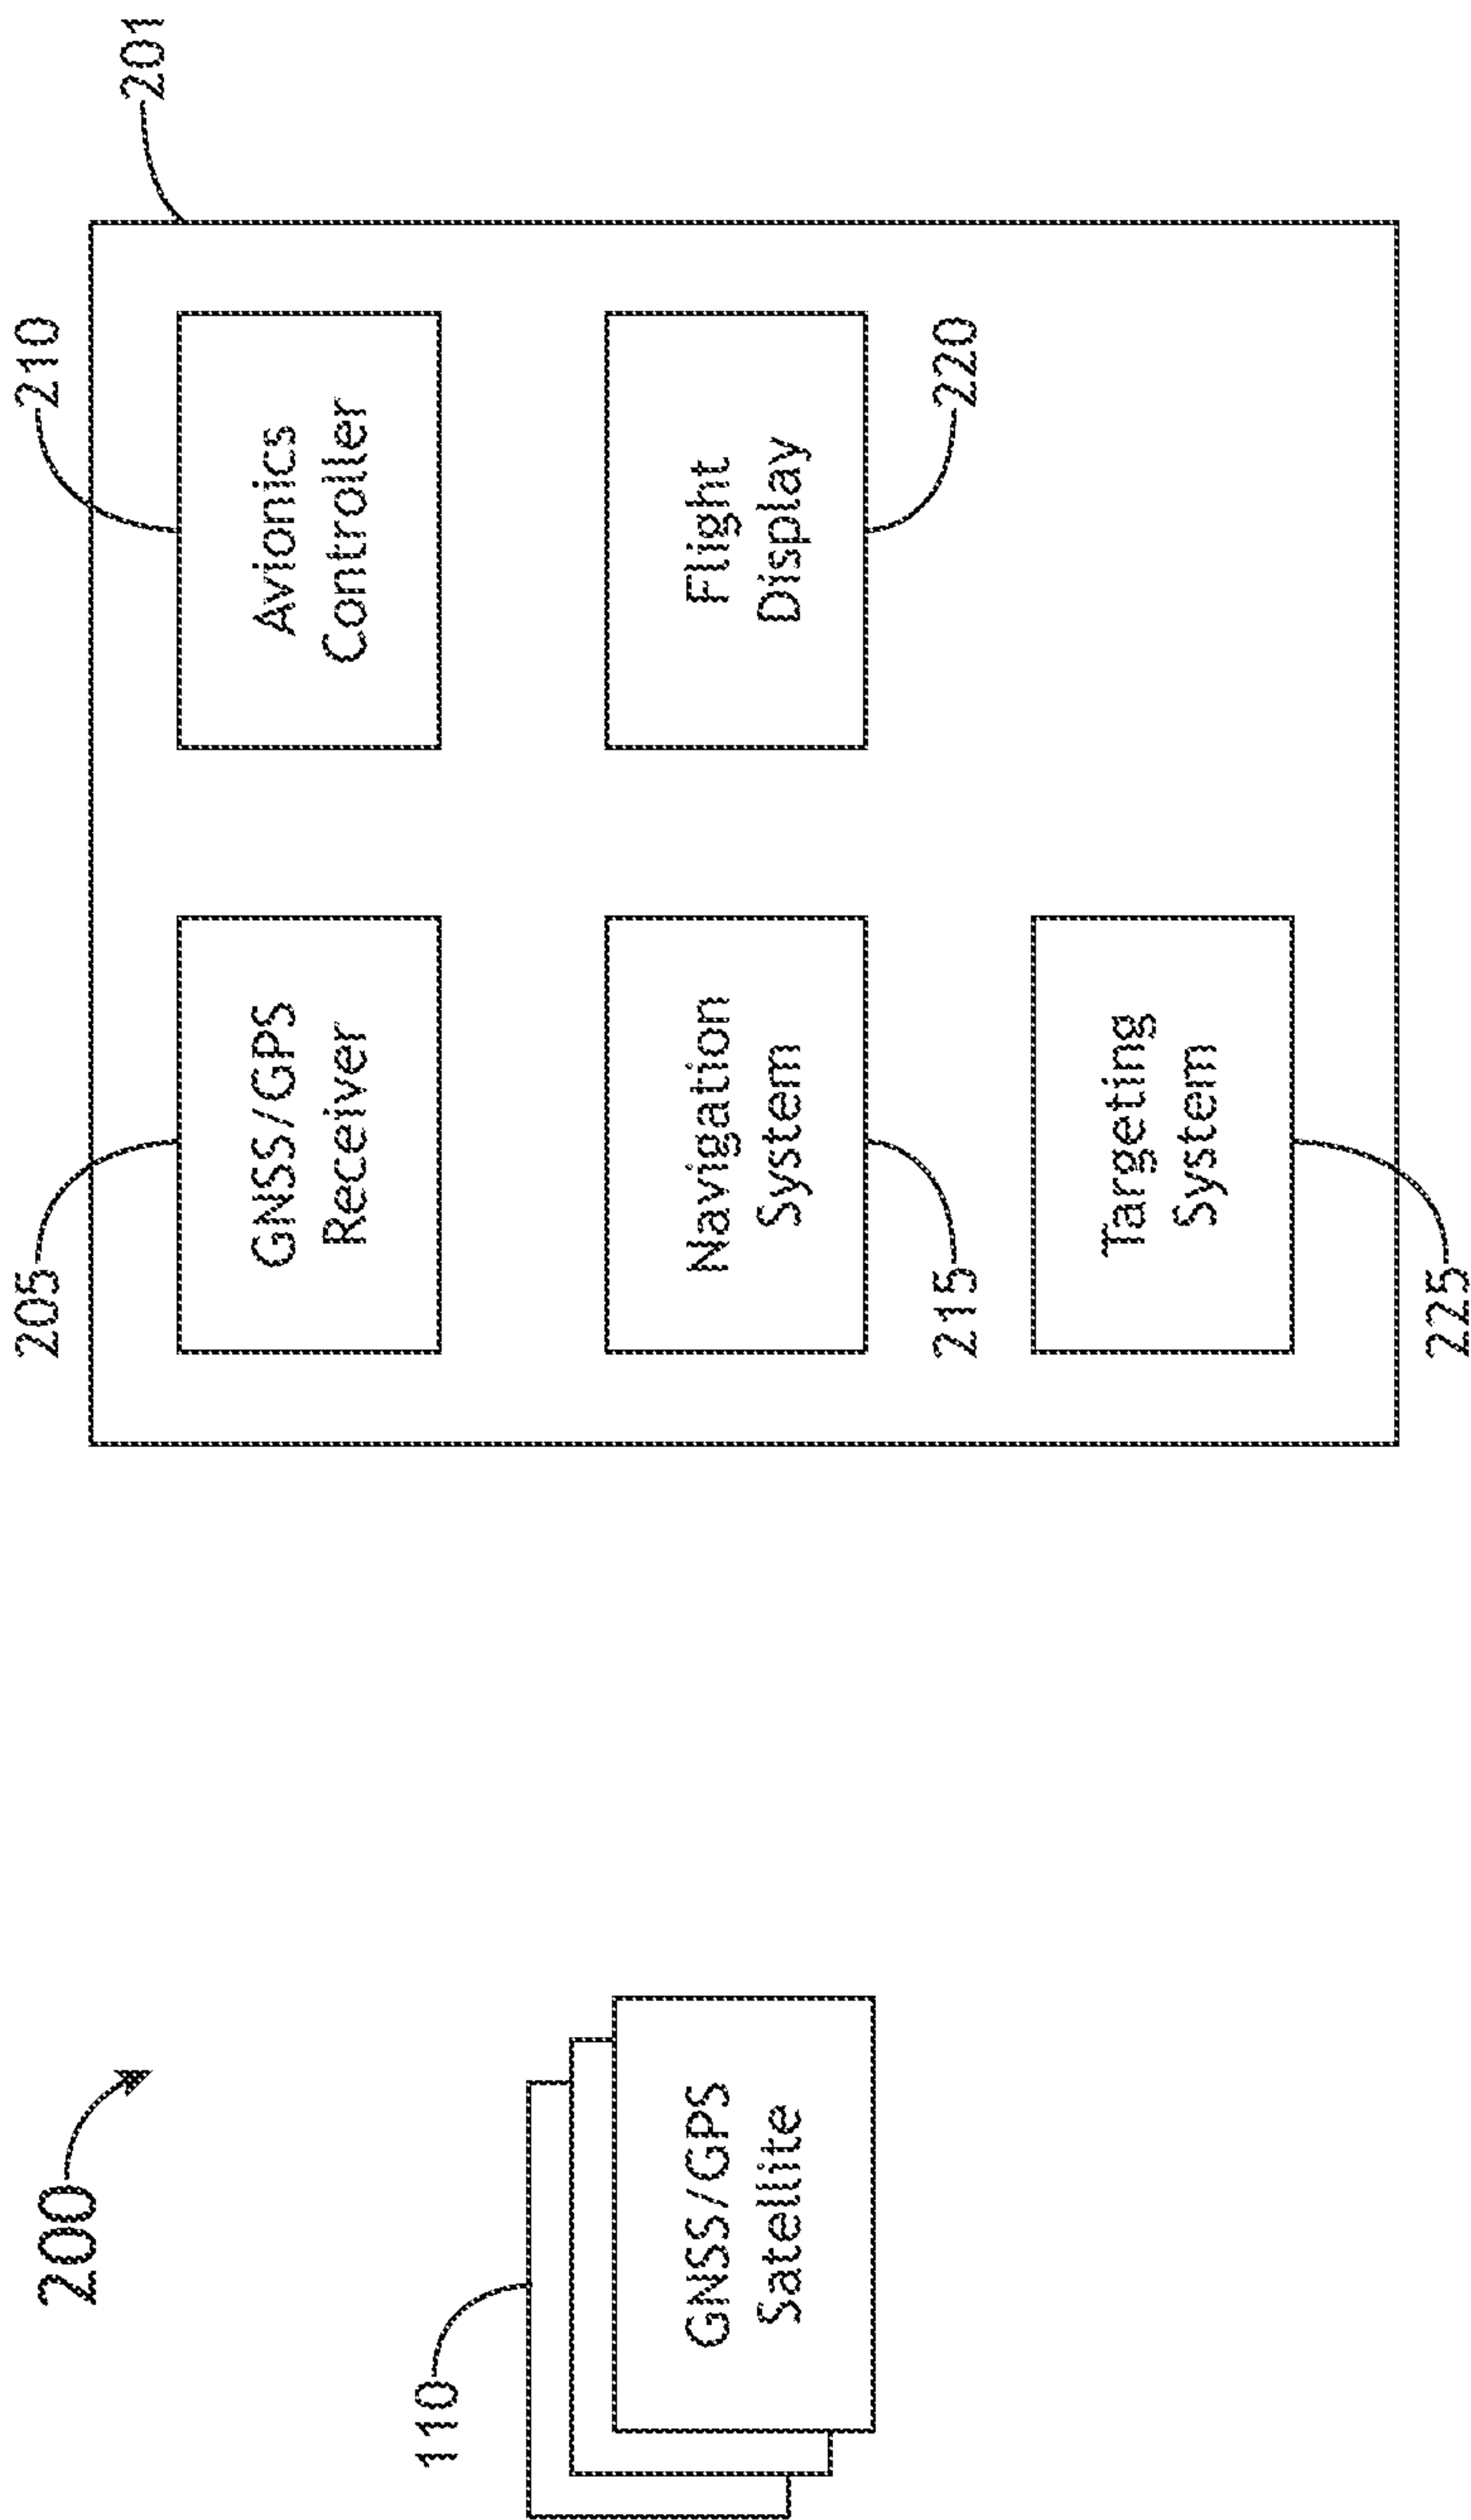 200
110
GNSS/GPS
Satellite
201
205
GNSS/GPS
Receiver
210
Avionics
Controller
Navigation
System
215
Flight
Display
220
Targeting
System
225